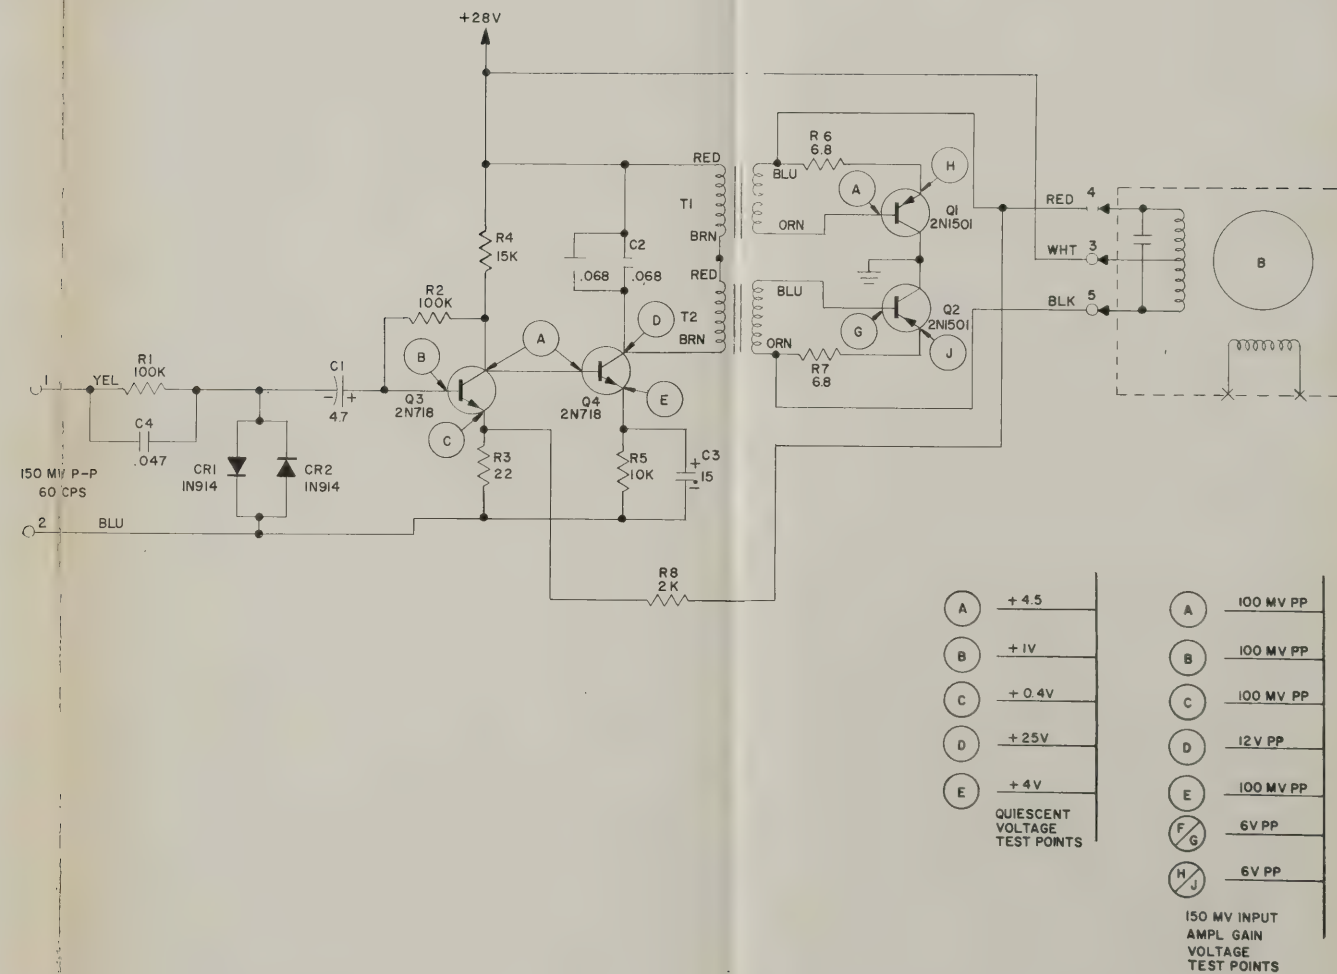 +28V
R 6
6.8
RED
H
BLU
A
T1
Q1
2N1501
RED 4
ORN
BRN
R4
15K
C2
.068
.068
WHT 3
B
RED
R2
100K
BLU
BLK 5
D
T2
BRN
Q2
2N1501
G
A
ORN
J
B
R1
100K
R7
6.8
C1
1
YEL
- +
4.7
Q3
2N718
Q4
2N718
E
C4
.047
C
150 MV P-P
60 CPS
CR1
1N914
CR2
1N914
R3
22
R5
10K
+ C3
15
-
2
BLU
R8
2K
A +4.5
B +1V
C +0.4V
D +25V
E +4V
QUIESCENT
VOLTAGE
TEST POINTS
A 100 MV PP
B 100 MV PP
C 100 MV PP
D 12V PP
E 100 MV PP
F/G 6V PP
H/J 6V PP
150 MV INPUT
AMPL GAIN
VOLTAGE
TEST POINTS